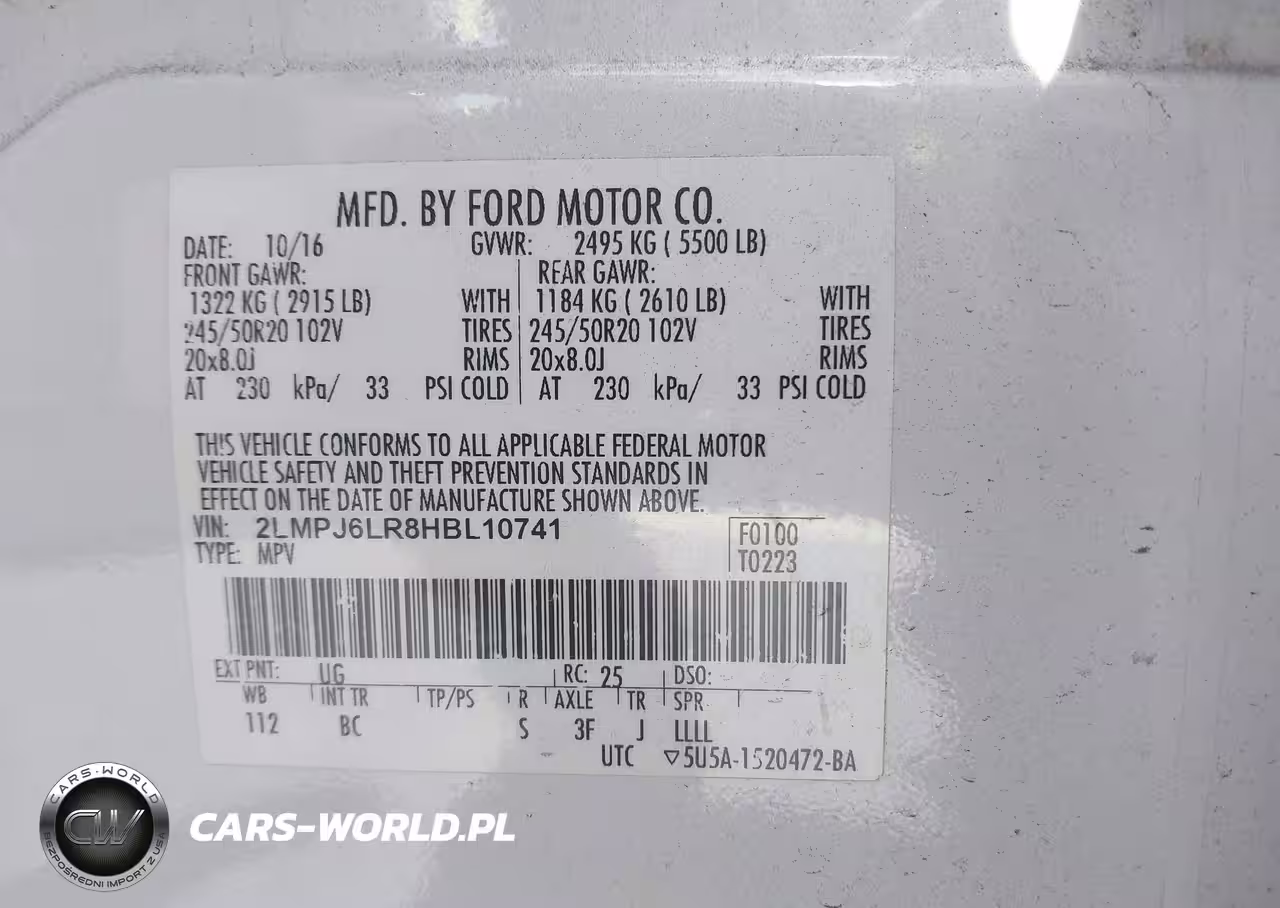 MFD. BY FORD MOTOR CO.
DATE: 10/16 GVWR: 2495 KG ( 5500 LB)
FRONT GAWR: REAR GAWR:
1322 KG ( 2915 LB) WITH 1184 KG ( 2610 LB) WITH
245/50R20 102V TIRES 245/50R20 102V TIRES
20x8.0J RIMS 20x8.0J RIMS
AT 230 kPa/ 33 PSI COLD AT 230 kPa/ 33 PSI COLD
THIS VEHICLE CONFORMS TO ALL APPLICABLE FEDERAL MOTOR
VEHICLE SAFETY AND THEFT PREVENTION STANDARDS IN
EFFECT ON THE DATE OF MANUFACTURE SHOWN ABOVE.
VIN: 2LMPJ6LR8HBL10741 F0100
TYPE: MPV T0223
EXT PNT: UG RC: 25 DSO:
WB INT TR TP/PS R AXLE TR SPR
112 BC S 3F J LLLL
UTC ▽5U5A-1520472-BA
CARS-WORLD
CW
BEZPOŚREDNI IMPORT Z USA
CARS-WORLD.PL